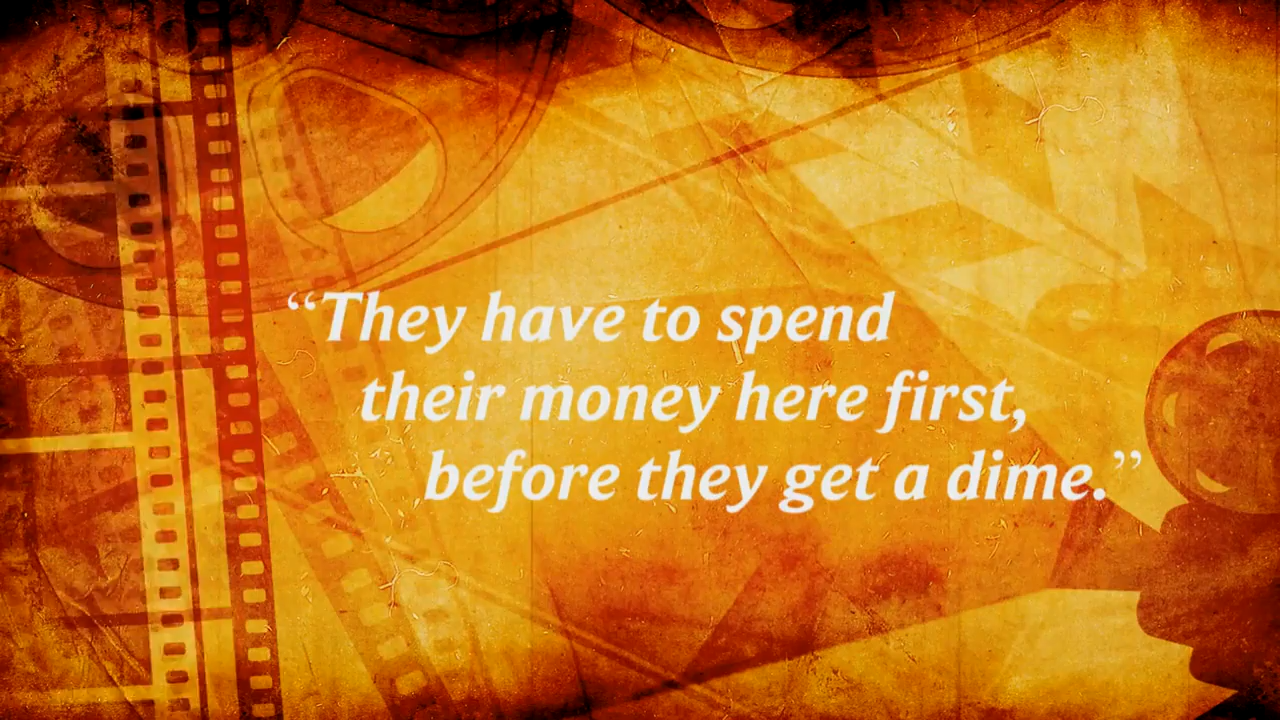 “They have to spend
their money here first,
before they get a dime.”